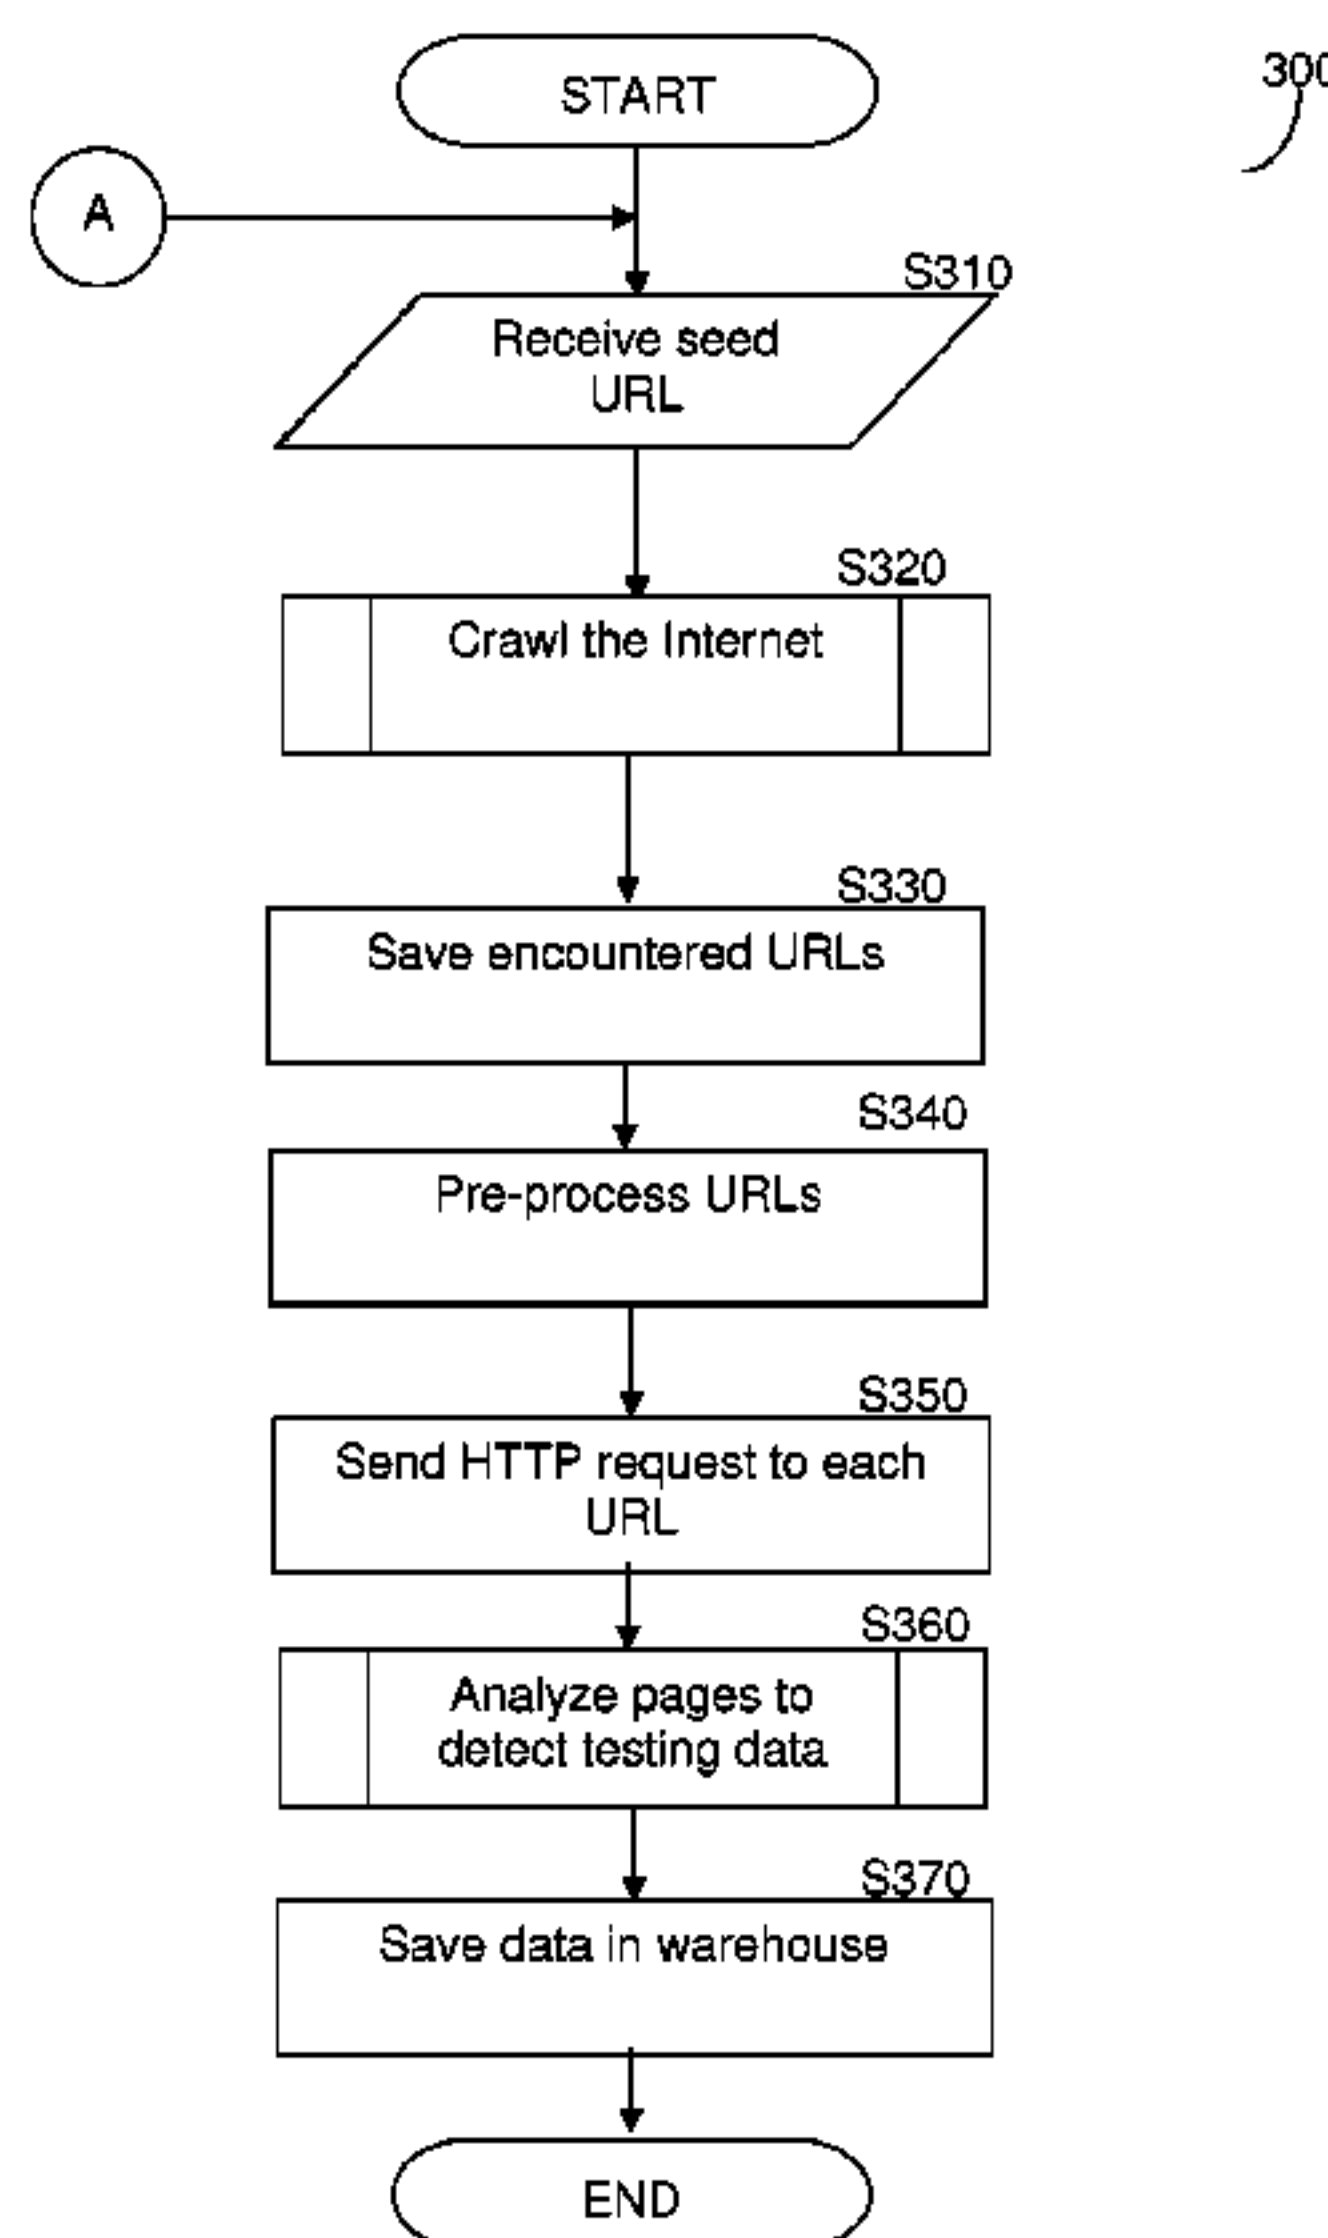 START
300
A
S310
Receive seed
URL
S320
Crawl the Internet
S330
Save encountered URLs
S340
Pre-process URLs
S350
Send HTTP request to each
URL
S360
Analyze pages to
detect testing data
S370
Save data in warehouse
END